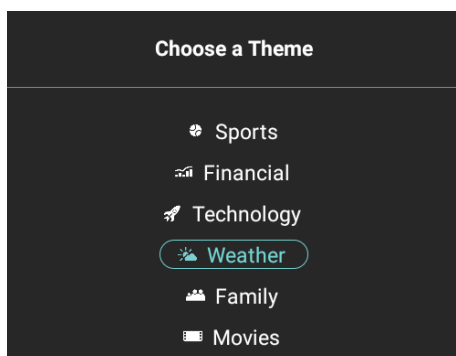 Choose a Theme
Sports
Financial
Technology
Weather
Family
Movies